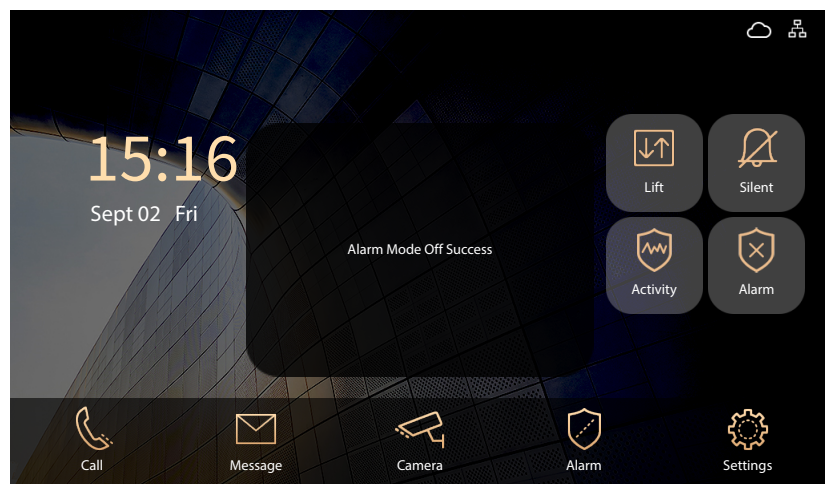 15:16
Sept 02 Fri
Alarm Mode Off Success
Lift
Silent
Activity
Alarm
Call
Message
Camera
Alarm
Settings